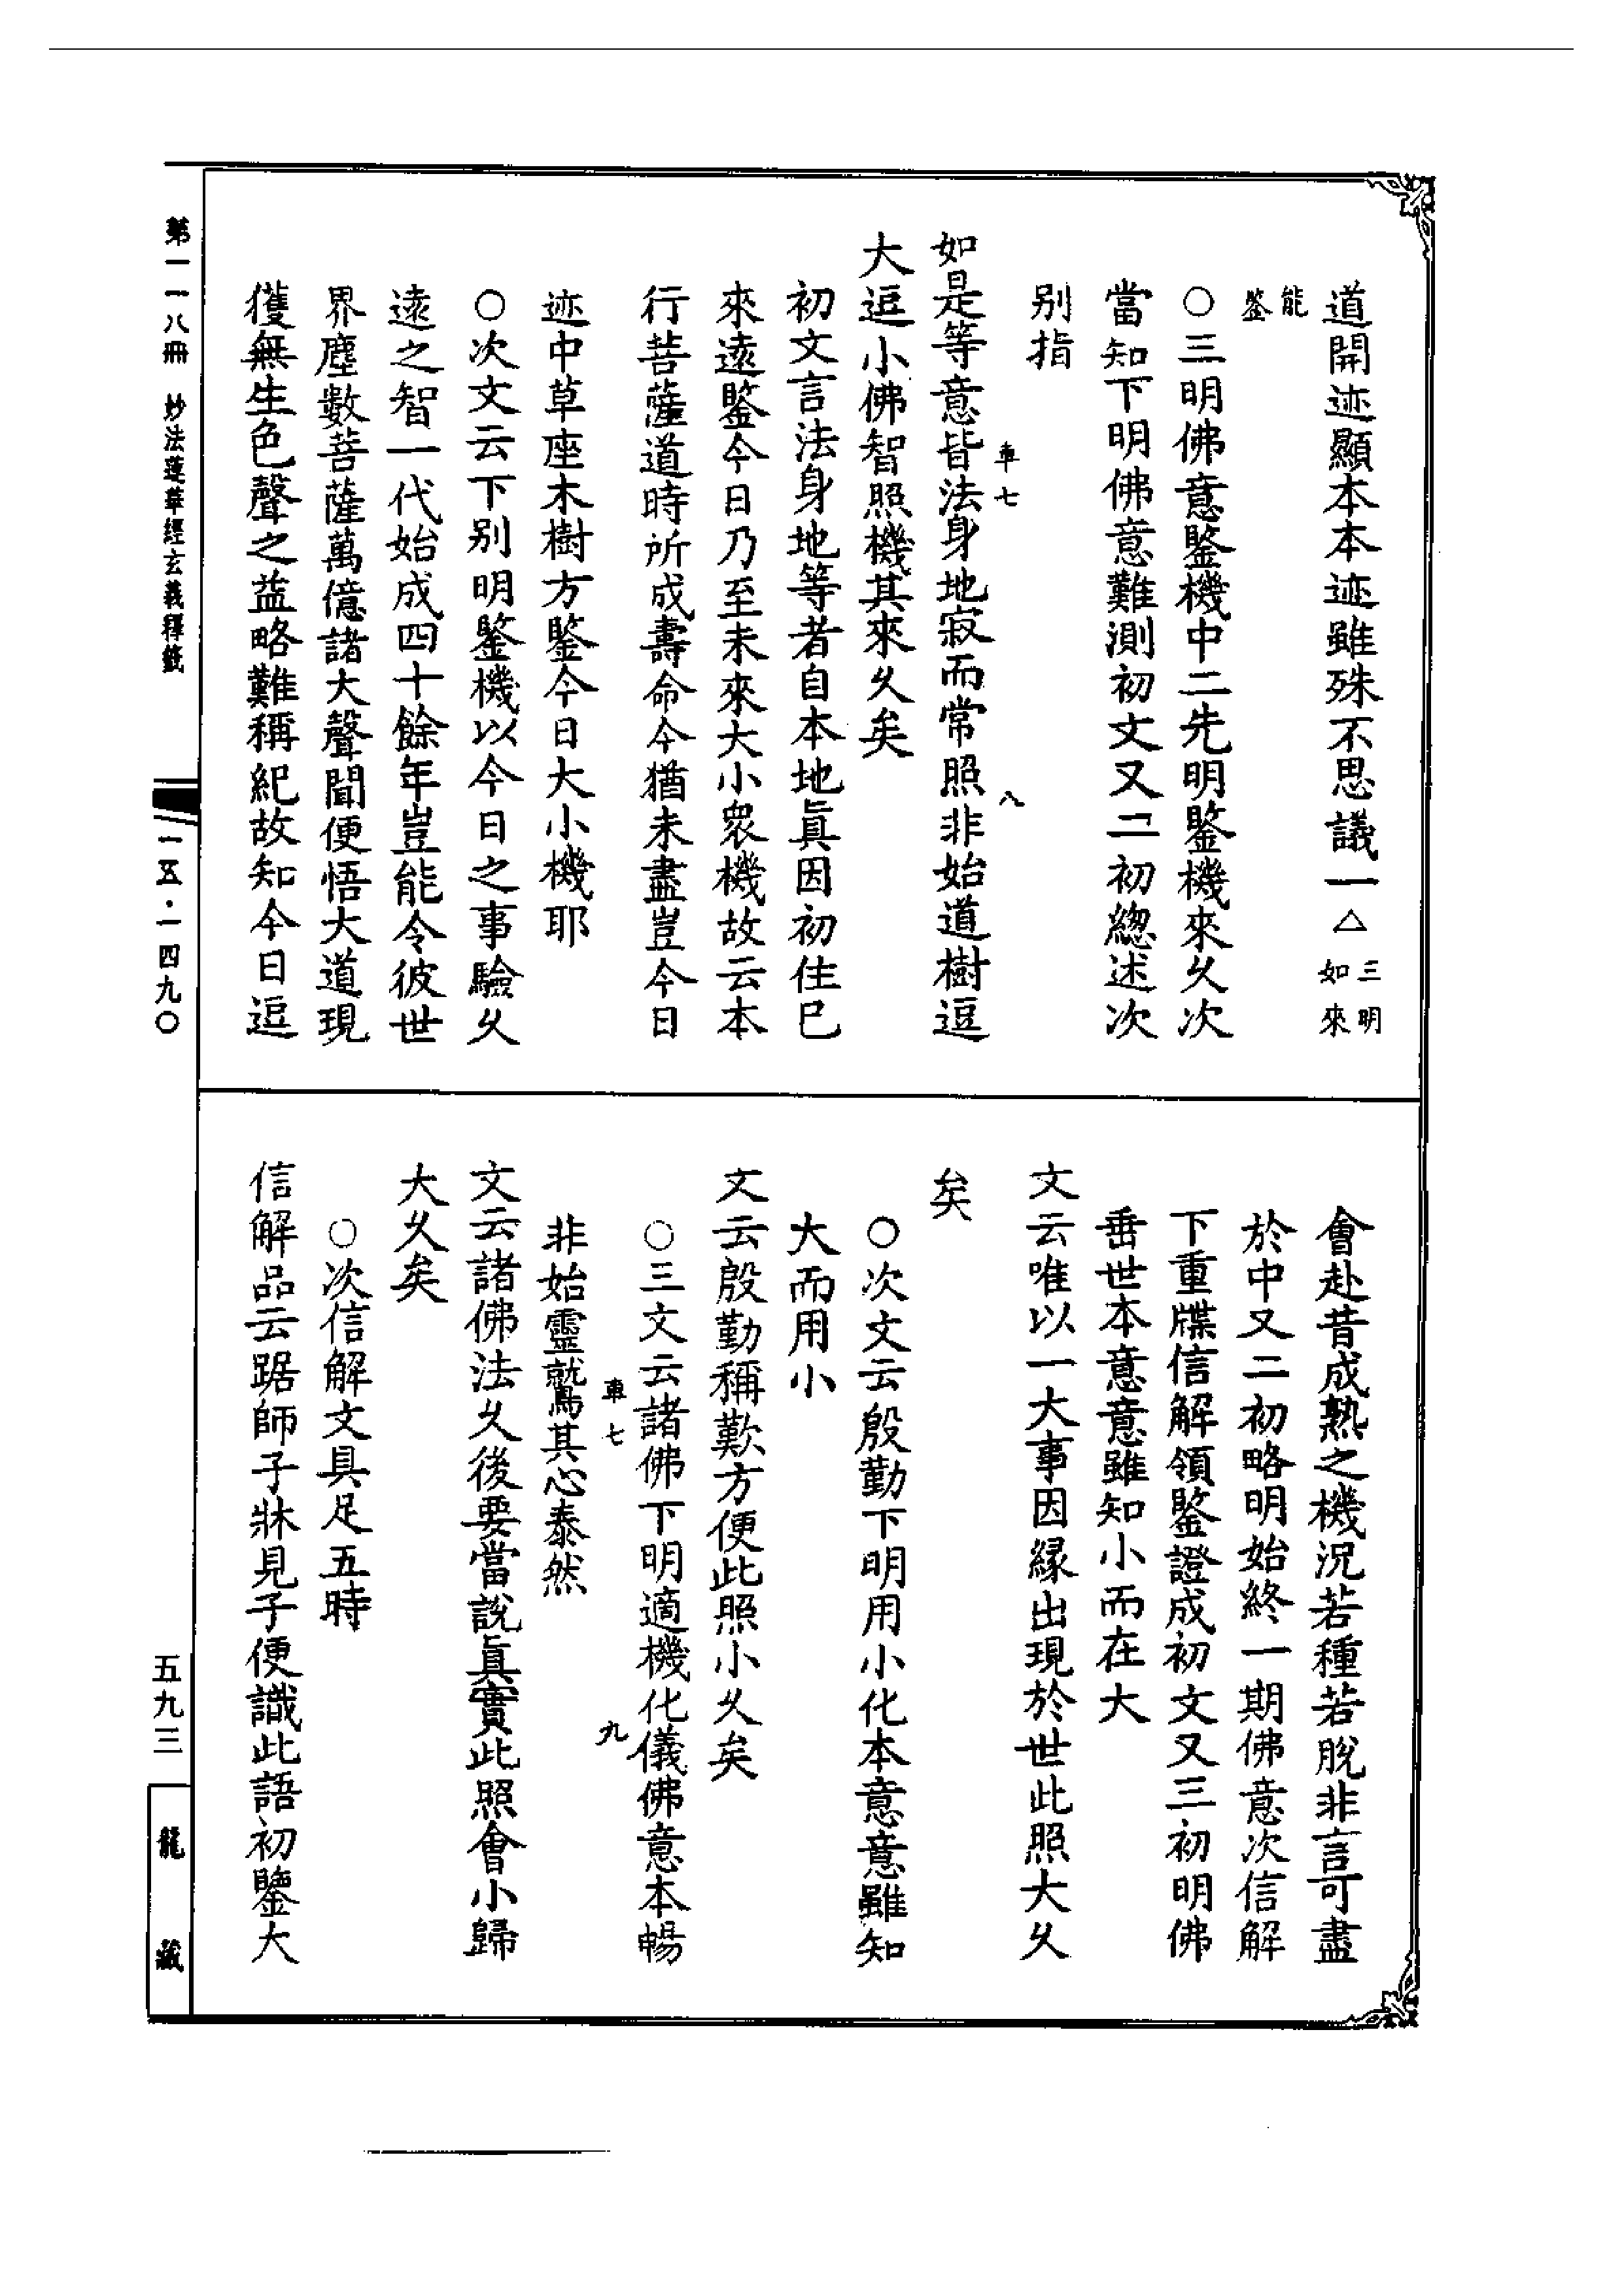 道開迹顯本本迹雖殊不思議一△三明如來
能鑒
○三明佛意鑒機中二先明鑒機來久次
當知下明佛意難測初文又二初總述次
別指
車七 八
如是等意皆法身地寂而常照非始道樹逗
大逗小佛智照機其來久矣
初文言法身地等者自本地眞因初住已
來遠鑒今日乃至未來大小衆機故云本
行菩薩道時所成壽命今猶未盡豈今日
迹中草座木樹方鑒今日大小機耶
○次文云下別明鑒機以今日之事驗久
遠之智一代始成四十餘年豈能令彼世
界塵數菩薩萬億諸大聲聞便悟大道現
獲無生色聲之益略難稱紀故知今日逗
會赴昔成熟之機況若種若脫非言可盡
於中又二初略明始終一期佛意次信解
下重牒信解領鑒證成初文又三初明佛
垂世本意意雖知小而在大
文云唯以一大事因緣出現於世此照大久
矣
○次文云殷勤下明用小化本意意雖知
大而用小
文云殷勤稱歎方便此照小久矣
○三文云諸佛下明適機化儀佛意本暢
車七 九
非始靈鷲其心泰然
文云諸佛法久後要當說眞實此照會小歸
大久矣
○次信解文具足五時
信解品云踞師子牀見子便識此語初鑒大
第一一八冊 妙法蓮華經玄義釋籤
一五·一四九〇
五九三
龍藏